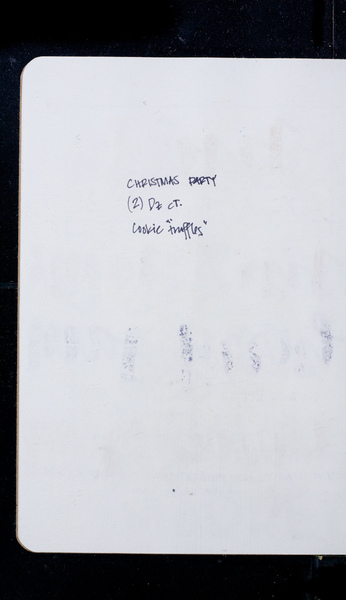 CHRISTMAS PARTY
(2) Dz ct.
Cookie "truffles"